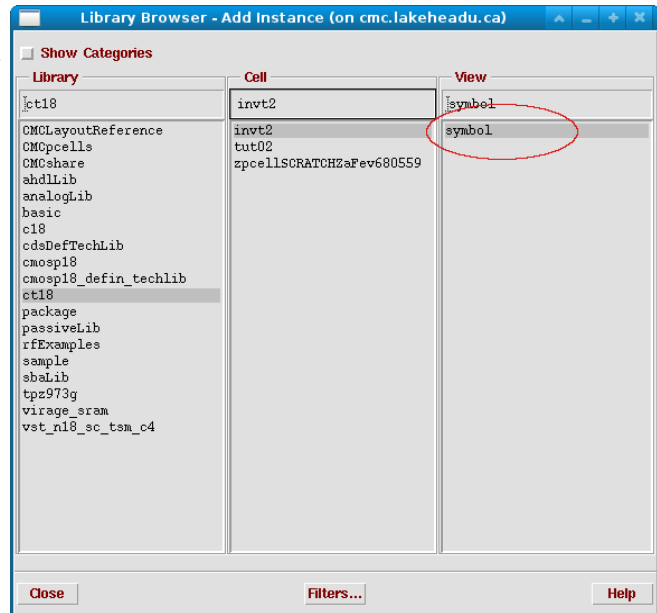 Library Browser - Add Instance (on cmc.lakeheadu.ca)
Show Categories
Library
ct18
CMCLayoutReference
CMCpcells
CMCshare
ahdlLib
analogLib
basic
c18
cdsDefTechLib
cmosp18
cmosp18_defin_techlib
ct18
package
passiveLib
rfExamples
sample
sbaLib
tpz973g
virage_sram
vst_n18_sc_tsm_c4
Cell
invt2
invt2
tut02
zpcellSCRATCHZaFev680559
View
symbol
symbol
Close
Filters...
Help